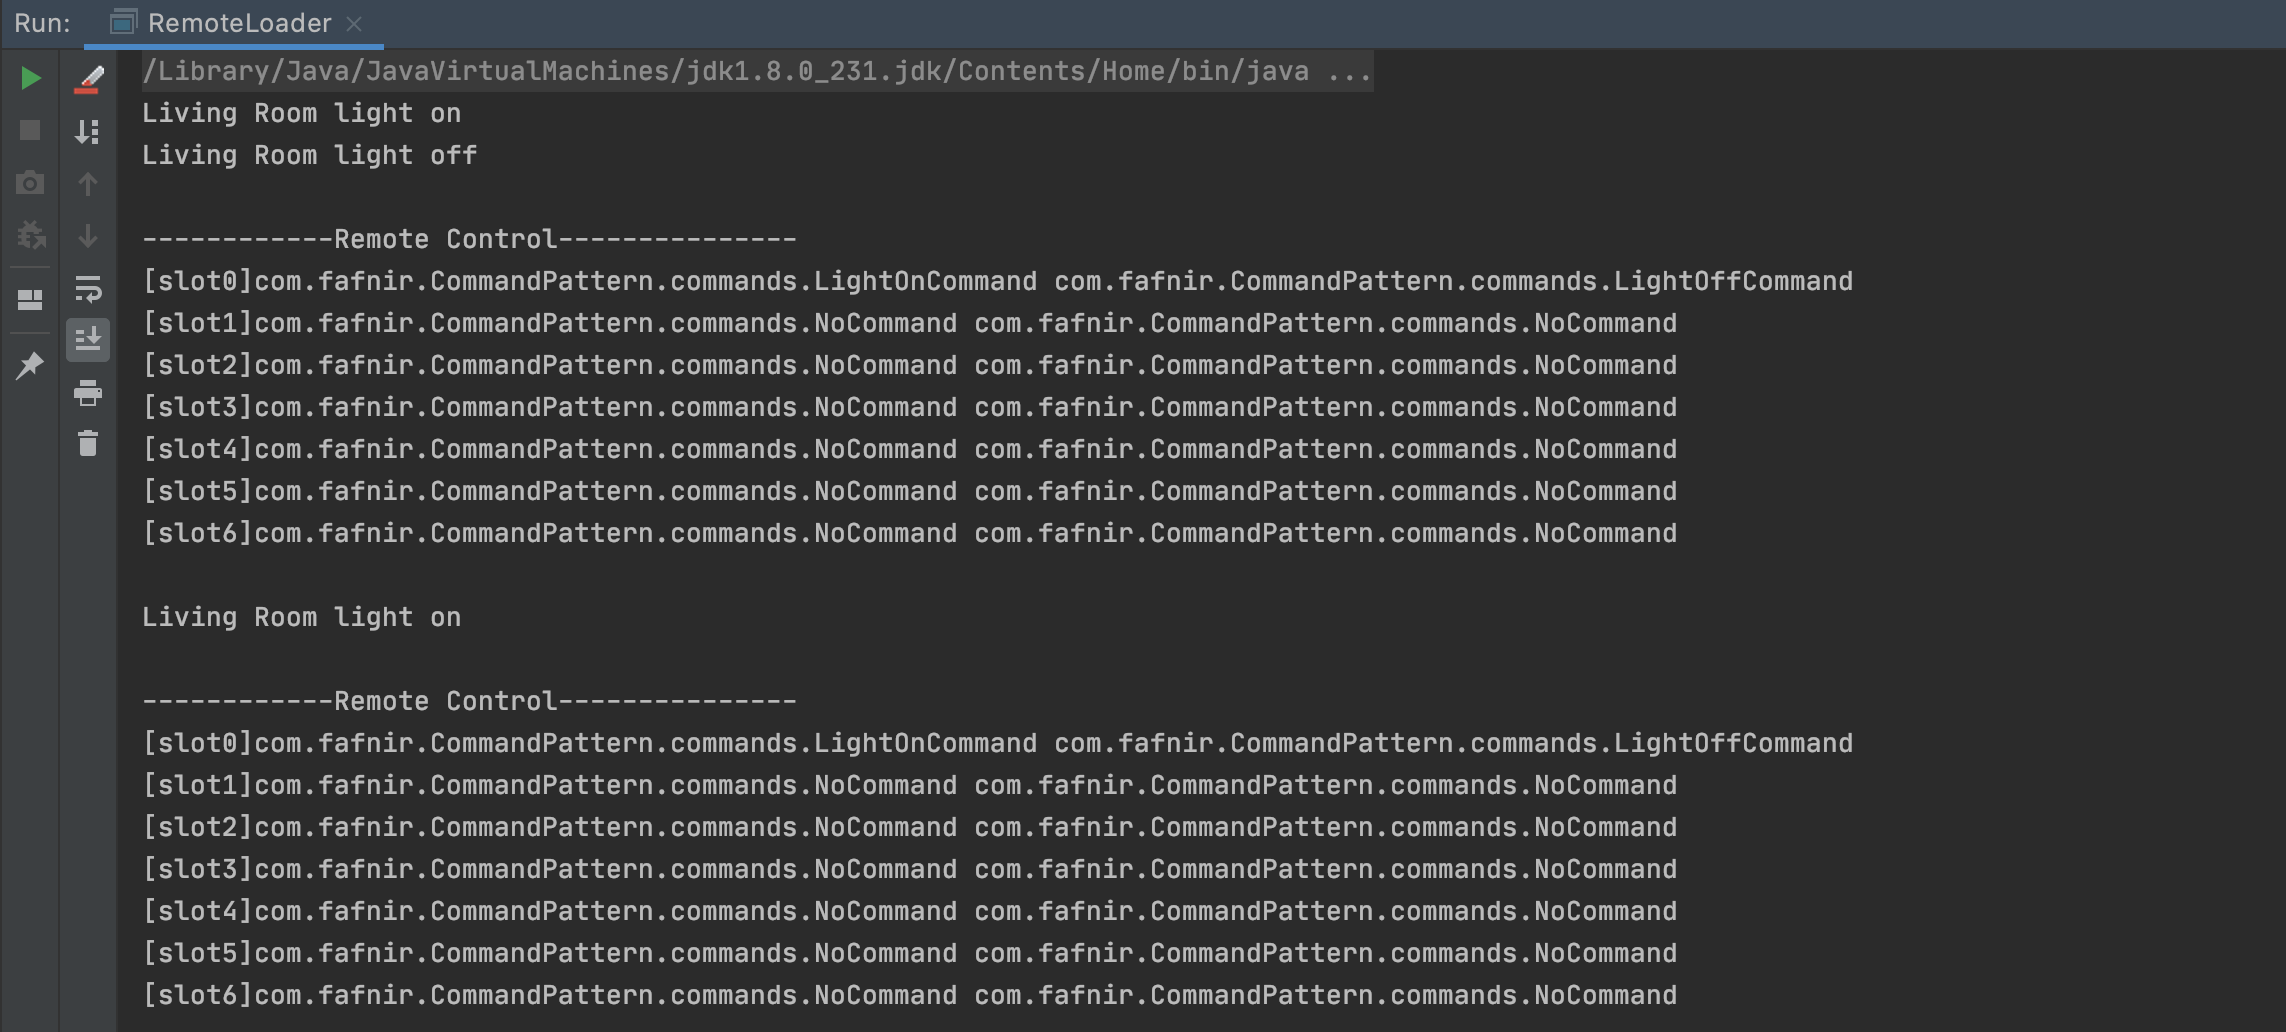 Run: RemoteLoader
/Library/Java/JavaVirtualMachines/jdk1.8.0_231.jdk/Contents/Home/bin/java ...
Living Room light on
Living Room light off
------------Remote Control---------------
[slot0]com.fafnir.CommandPattern.commands.LightOnCommand com.fafnir.CommandPattern.commands.LightOffCommand
[slot1]com.fafnir.CommandPattern.commands.NoCommand com.fafnir.CommandPattern.commands.NoCommand
[slot2]com.fafnir.CommandPattern.commands.NoCommand com.fafnir.CommandPattern.commands.NoCommand
[slot3]com.fafnir.CommandPattern.commands.NoCommand com.fafnir.CommandPattern.commands.NoCommand
[slot4]com.fafnir.CommandPattern.commands.NoCommand com.fafnir.CommandPattern.commands.NoCommand
[slot5]com.fafnir.CommandPattern.commands.NoCommand com.fafnir.CommandPattern.commands.NoCommand
[slot6]com.fafnir.CommandPattern.commands.NoCommand com.fafnir.CommandPattern.commands.NoCommand
Living Room light on
------------Remote Control---------------
[slot0]com.fafnir.CommandPattern.commands.LightOnCommand com.fafnir.CommandPattern.commands.LightOffCommand
[slot1]com.fafnir.CommandPattern.commands.NoCommand com.fafnir.CommandPattern.commands.NoCommand
[slot2]com.fafnir.CommandPattern.commands.NoCommand com.fafnir.CommandPattern.commands.NoCommand
[slot3]com.fafnir.CommandPattern.commands.NoCommand com.fafnir.CommandPattern.commands.NoCommand
[slot4]com.fafnir.CommandPattern.commands.NoCommand com.fafnir.CommandPattern.commands.NoCommand
[slot5]com.fafnir.CommandPattern.commands.NoCommand com.fafnir.CommandPattern.commands.NoCommand
[slot6]com.fafnir.CommandPattern.commands.NoCommand com.fafnir.CommandPattern.commands.NoCommand